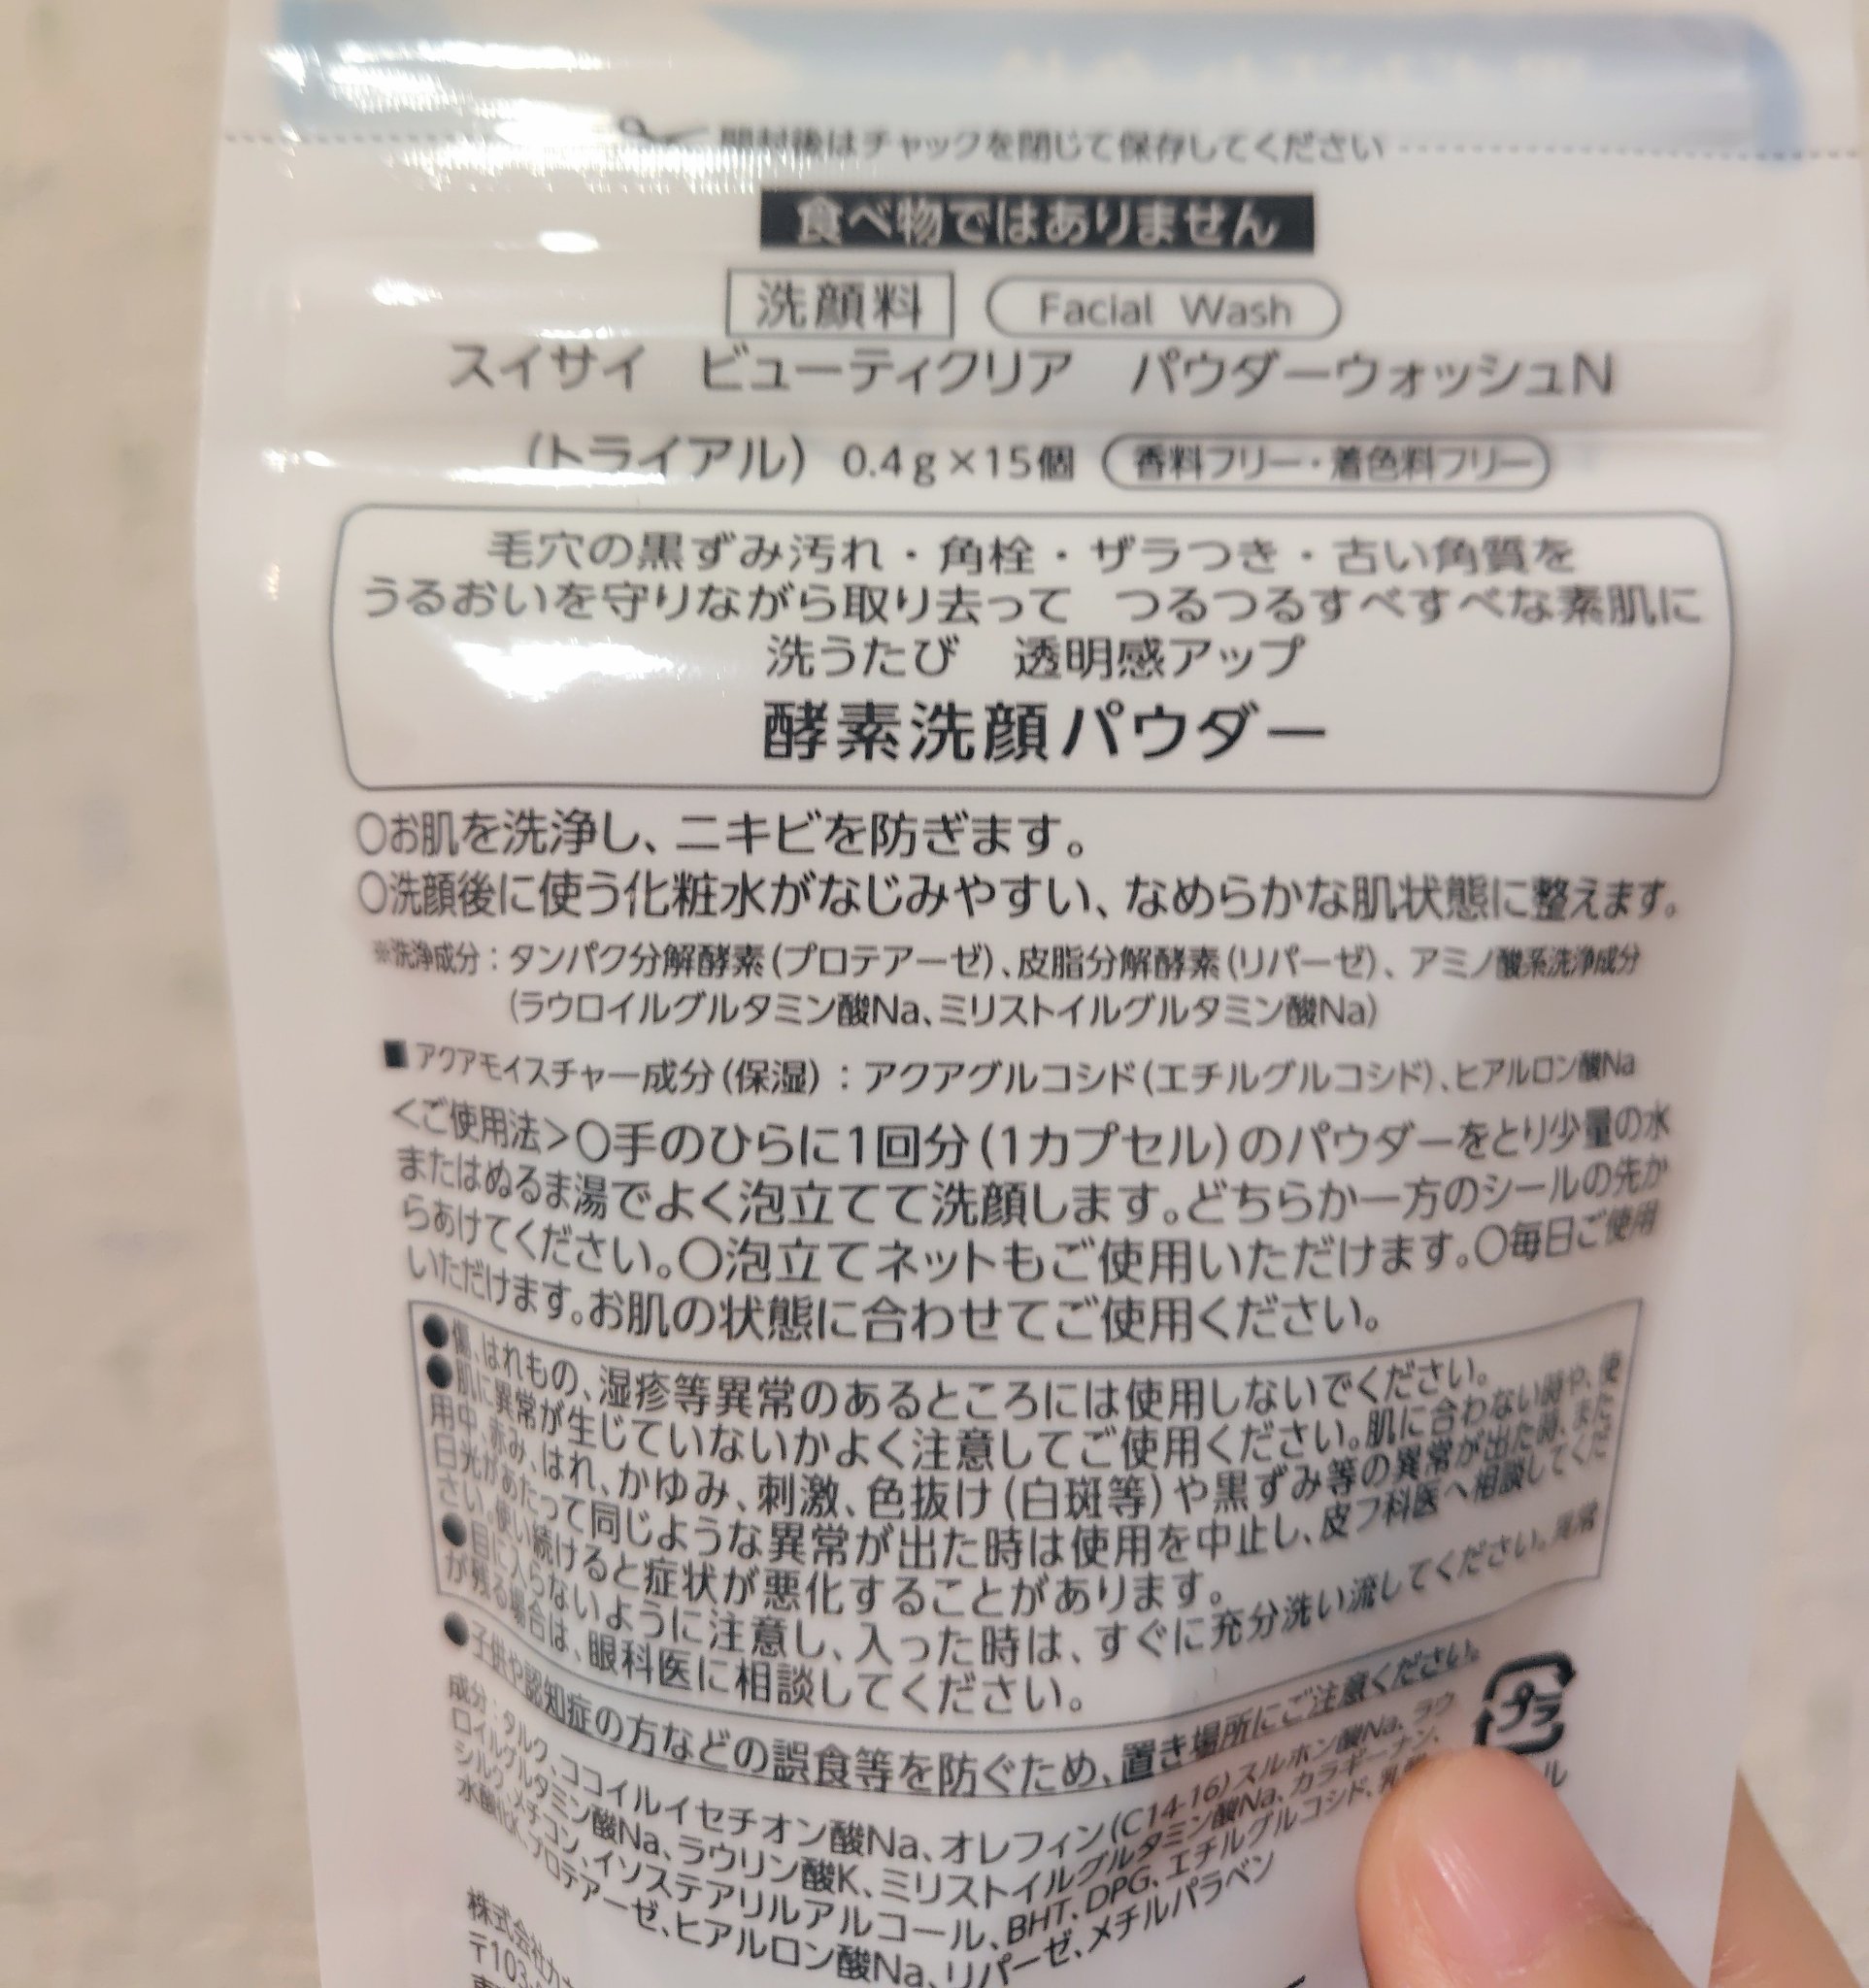 開封後はチャックを閉じて保存してください
食べ物ではありません
洗顔料 Facial Wash
スイサイ ビューティクリア パウダーウォッシュN
(トライアル) 0.4g×15個 香料フリー・着色料フリー
毛穴の黒ずみ汚れ・角栓・ザラつき・古い角質を
うるおいを守りながら取り去って つるつるすべすべな素肌に
洗うたび 透明感アップ
酵素洗顔パウダー
○お肌を洗浄し、ニキビを防ぎます。
○洗顔後に使う化粧水がなじみやすい、なめらかな肌状態に整えます。
※洗浄成分:タンパク分解酵素(プロテアーゼ)、皮脂分解酵素(リパーゼ)、アミノ酸系洗浄成分
(ラウロイルグルタミン酸Na、ミリストイルグルタミン酸Na)
■アクアモイスチャー成分(保湿):アクアグルコシド(エチルグルコシド)、ヒアルロン酸Na
<ご使用法>○手のひらに1回分(1カプセル)のパウダーをとり少量の水
またはぬるま湯でよく泡立てて洗顔します。どちらか一方のシールの先か
らあけてください。○泡立てネットもご使用いただけます。○毎日ご使用
いただけます。お肌の状態に合わせてご使用ください。
●傷、はれもの、湿疹等異常のあるところには使用しないでください。
●肌に異常が生じていないかよく注意してご使用ください。肌に合わない時や、使
用中、赤み、はれ、かゆみ、刺激、色抜け(白斑等)や黒ずみ等の異常が出た時、また
日光があたって同じような異常が出た時は使用を中止し、皮フ科医へ相談してくだ
さい。使い続けると症状が悪化することがあります。
●目に入らないように注意し、入った時は、すぐに充分洗い流してください。異常
が残る場合は、眼科医に相談してください。
●子供や認知症の方などの誤食等を防ぐため、置き場所にご注意ください。
プラ
成分:タルク、ココイルイセチオン酸Na、オレフィン(C14-16)スルホン酸Na、ラウ
ロイルグルタミン酸Na、ラウリン酸K、ミリストイルグルタミン酸Na、カラギーナン、
シルク、メチコン、イソステアリルアルコール、BHT、DPG、エチルグルコシド、乳酸
水酸化K、プロテアーゼ、ヒアルロン酸Na、リパーゼ、メチルパラベン
株式会社カ
〒103-